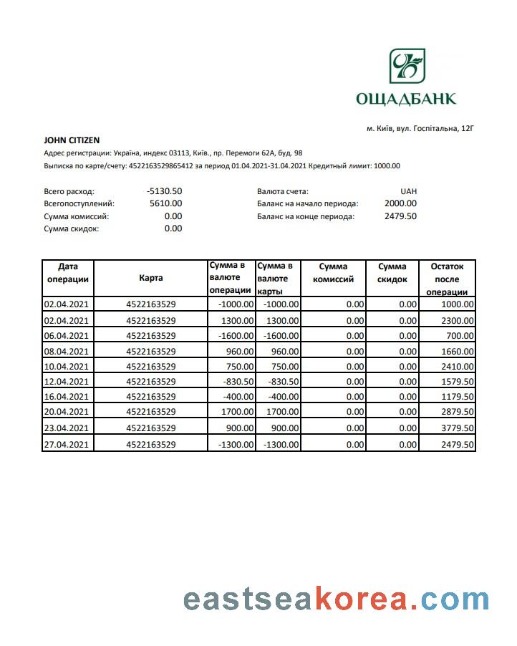 ОЩАДБАНК
м. Київ, вул. Госпітальна, 12Г
JOHN CITIZEN
Адрес регистрации: Україна, индекс 03113, Київ., пр. Перемоги 62А, буд. 98
Выписка по карте/счету: 4522163529865412 за период 01.04.2021-31.04.2021 Кредитный лимит: 1000.00
Всего расход: -5130.50 Валюта счета: UAH
Всегопоступлений: 5610.00 Баланс на начало периода: 2000.00
Сумма комиссий: 0.00 Баланс на конце периода: 2479.50
Сумма скидок: 0.00
Дата операции Карта Сумма в валюте операции Сумма в валюте карты Сумма комиссий Сумма скидок Остаток после операции
02.04.2021 4522163529 -1000.00 -1000.00 0.00 0.00 1000.00
02.04.2021 4522163529 1300.00 1300.00 0.00 0.00 2300.00
06.04.2021 4522163529 -1600.00 -1600.00 0.00 0.00 700.00
08.04.2021 4522163529 960.00 960.00 0.00 0.00 1660.00
10.04.2021 4522163529 750.00 750.00 0.00 0.00 2410.00
12.04.2021 4522163529 -830.50 -830.50 0.00 0.00 1579.50
16.04.2021 4522163529 -400.00 -400.00 0.00 0.00 1179.50
20.04.2021 4522163529 1700.00 1700.00 0.00 0.00 2879.50
23.04.2021 4522163529 900.00 900.00 0.00 0.00 3779.50
27.04.2021 4522163529 -1300.00 -1300.00 0.00 0.00 2479.50
eastseakorea.com